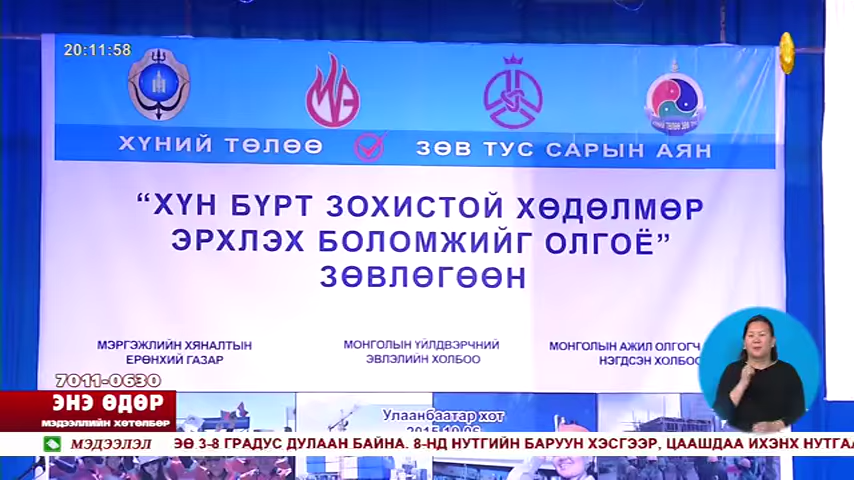 20:11:58
ХҮНИЙ ТӨЛӨӨ ЗӨВ ТУС САРЫН АЯН
“ХҮН БҮРТ ЗОХИСТОЙ ХӨДӨЛМӨР
ЭРХЛЭХ БОЛОМЖИЙГ ОЛГОЁ”
ЗӨВЛӨГӨӨН
МЭРГЭЖЛИЙН ХЯНАЛТЫН
ЕРӨНХИЙ ГАЗАР
МОНГОЛЫН ҮЙЛДВЭРЧНИЙ
ЭВЛЭЛИЙН ХОЛБОО
МОНГОЛЫН АЖИЛ ОЛГОГЧ
НЭГДСЭН ХОЛБОО
Улаанбаатар хот
7011-0630
ЭНЭ ӨДӨР
МЭДЭЭЛЛИЙН ХӨТӨЛБӨР
МЭДЭЭЛЭЛ ЭЭ 3-8 ГРАДУС ДУЛААН БАЙНА. 8-НД НУТГИЙН БАРУУН ХЭСГЭЭР, ЦААШДАА ИХЭНХ НУТГА